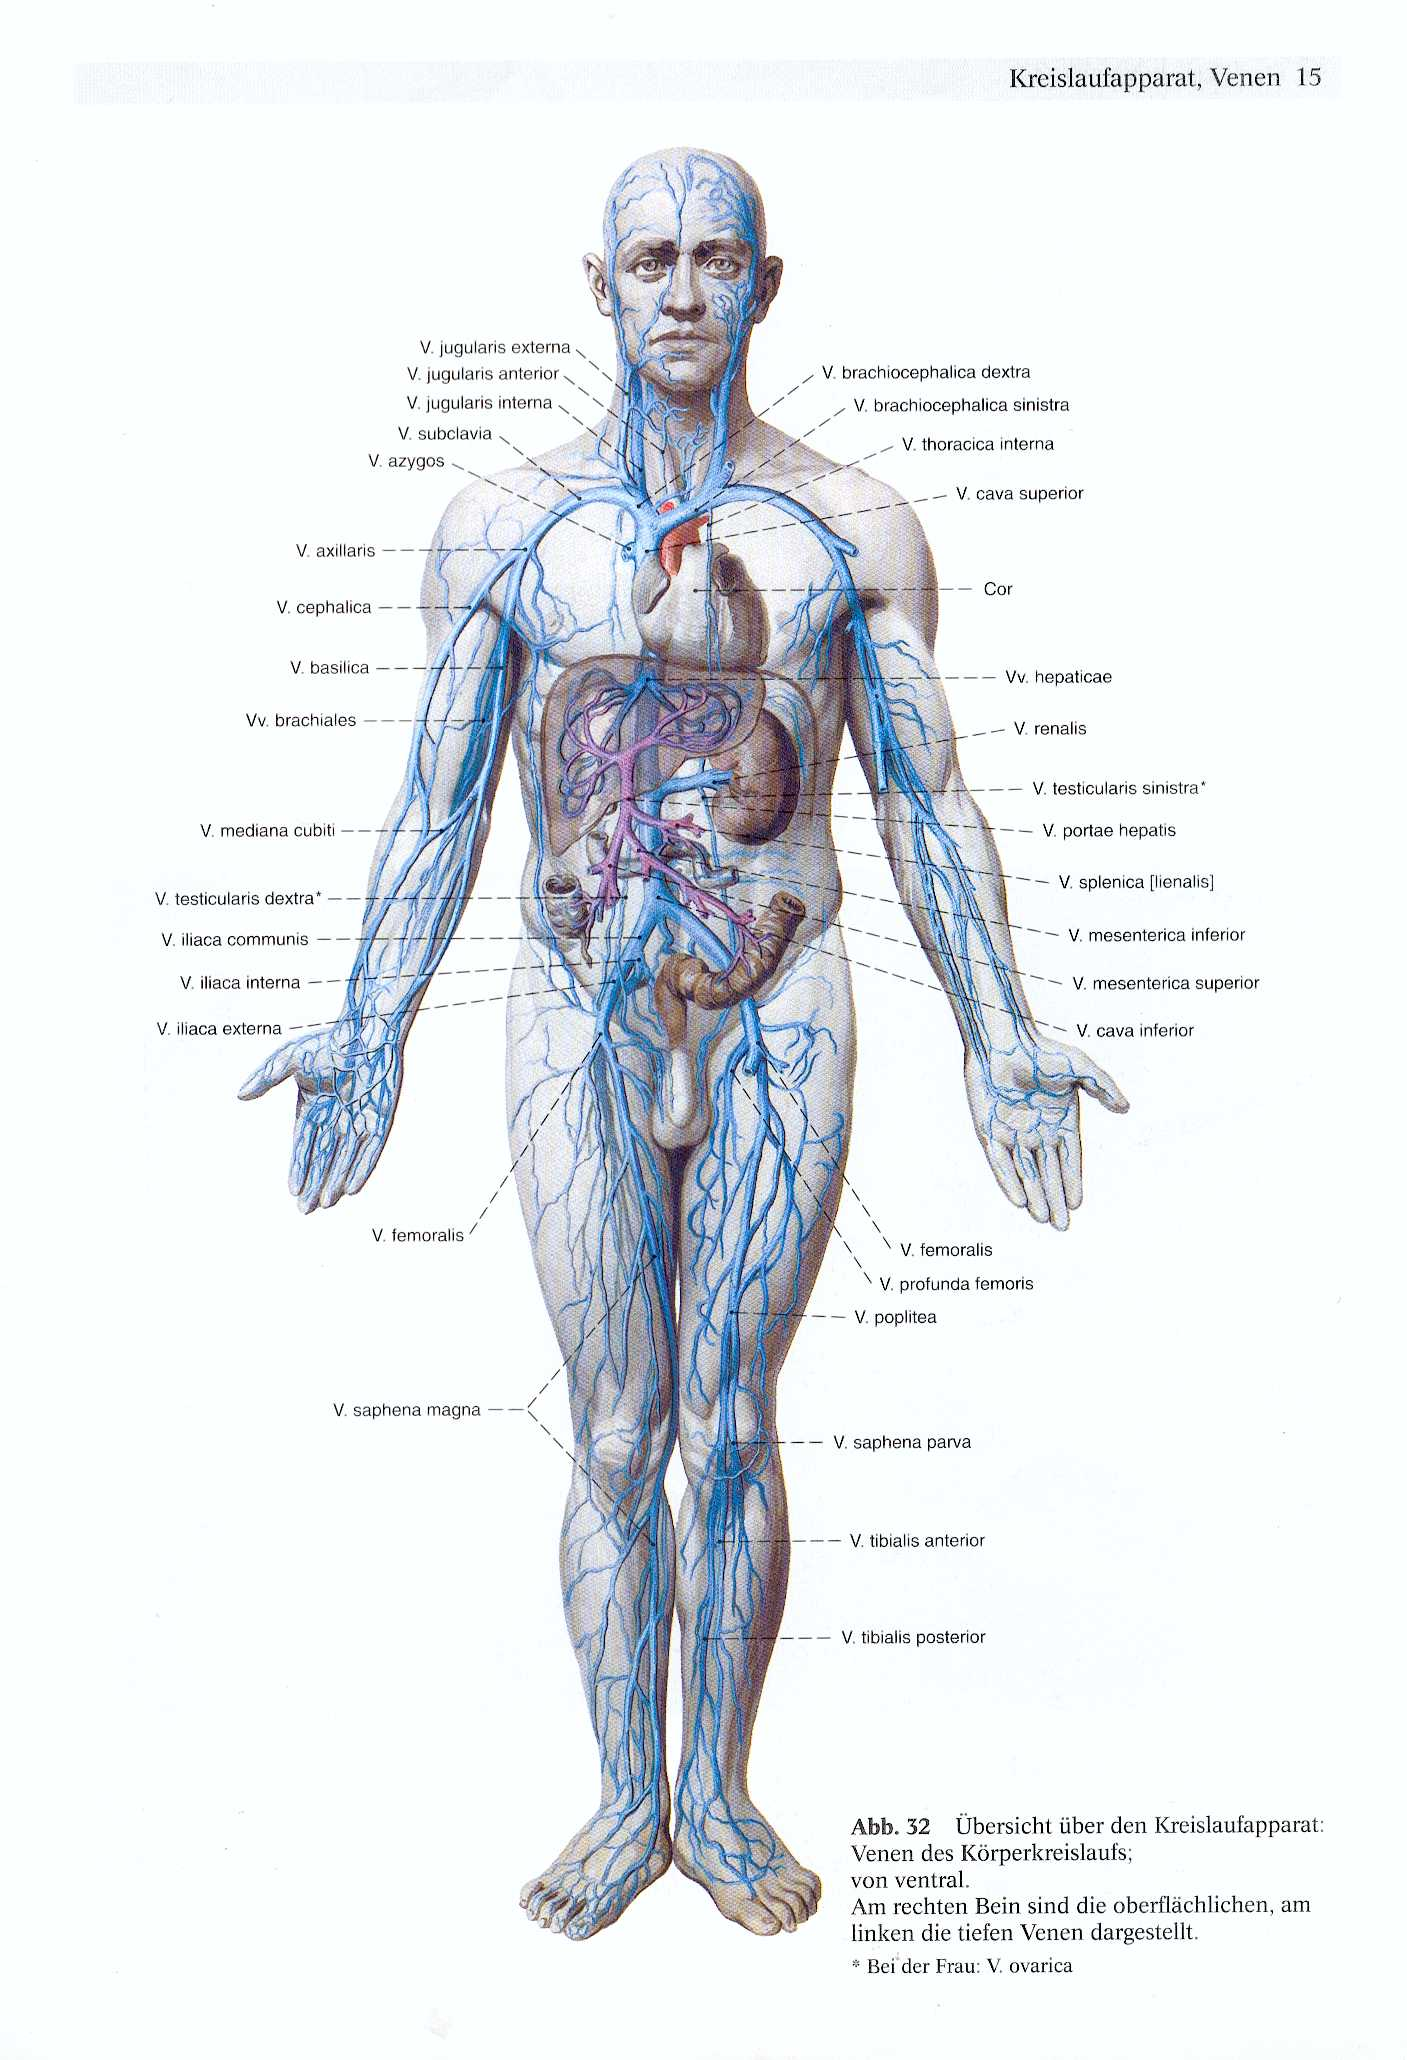 Kreislaufapparat, Venen 15
V. jugularis externa
V. jugularis anterior
V. jugularis interna
V. subclavia
V. azygos
V. axillaris
V. cephalica
V. basilica
Vv. brachiales
V. mediana cubiti
V. testicularis dextra*
V. iliaca communis
V. iliaca interna
V. iliaca externa
V. femoralis
V. saphena magna
V. brachiocephalica dextra
V. brachiocephalica sinistra
V. thoracica interna
V. cava superior
Cor
Vv. hepaticae
V. renalis
V. testicularis sinistra*
V. portae hepatis
V. splenica [lienalis]
V. mesenterica inferior
V. mesenterica superior
V. cava inferior
V. femoralis
V. profunda femoris
V. poplitea
V. saphena parva
V. tibialis anterior
V. tibialis posterior
Abb. 32 Übersicht über den Kreislaufapparat:
Venen des Körperkreislaufs;
von ventral.
Am rechten Bein sind die oberflächlichen, am
linken die tiefen Venen dargestellt.
* Bei der Frau: V. ovarica